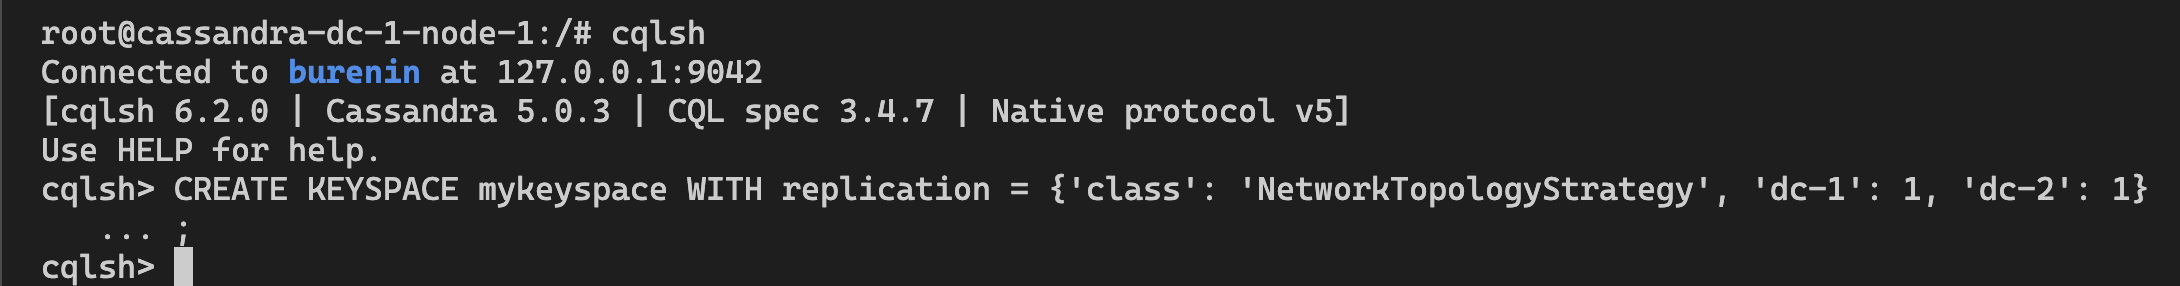 root@cassandra-dc-1-node-1:/# cqlsh
Connected to burenin at 127.0.0.1:9042
[cqlsh 6.2.0 | Cassandra 5.0.3 | CQL spec 3.4.7 | Native protocol v5]
Use HELP for help.
cqlsh> CREATE KEYSPACE mykeyspace WITH replication = {'class': 'NetworkTopologyStrategy', 'dc-1': 1, 'dc-2': 1}
   ... ;
cqlsh>